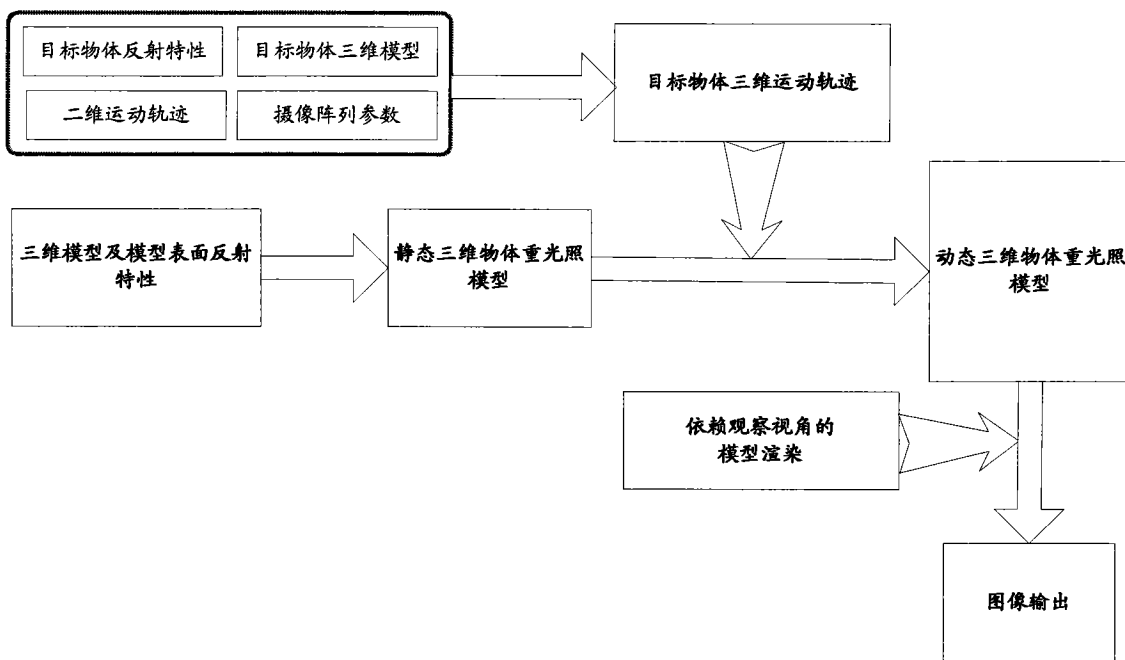 目标物体反射特性
目标物体三维模型
二维运动轨迹
摄像阵列参数
目标物体三维运动轨迹
三维模型及模型表面反射
特性
静态三维物体重光照
模型
动态三维物体重光照
模型
依赖观察视角的
模型渲染
图像输出